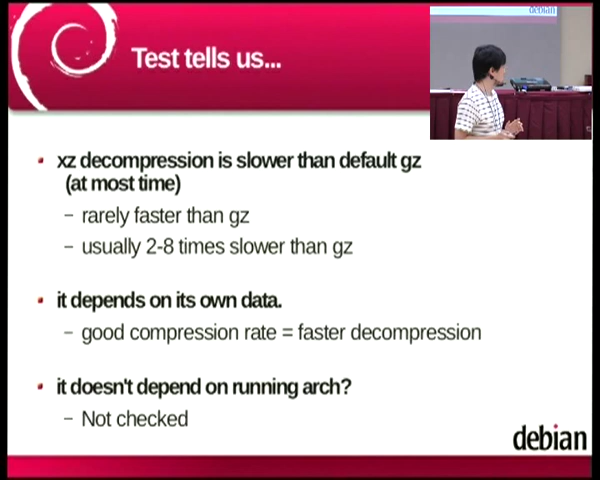 debian
Test tells us...
• xz decompression is slower than default gz
(at most time)
– rarely faster than gz
– usually 2-8 times slower than gz
• it depends on its own data.
– good compression rate = faster decompression
• it doesn't depend on running arch?
– Not checked
debian